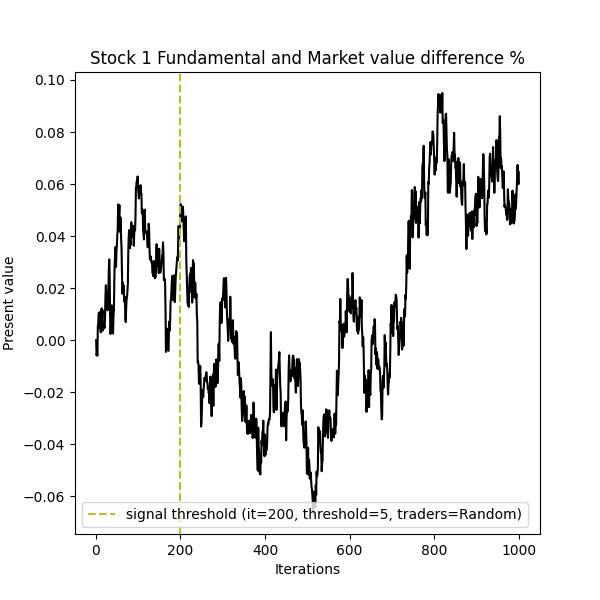 Stock 1 Fundamental and Market value difference %
Present value
0.10
0.08
0.06
0.04
0.02
0.00
−0.02
−0.04
−0.06
signal threshold (it=200, threshold=5, traders=Random)
0 200 400 600 800 1000
Iterations